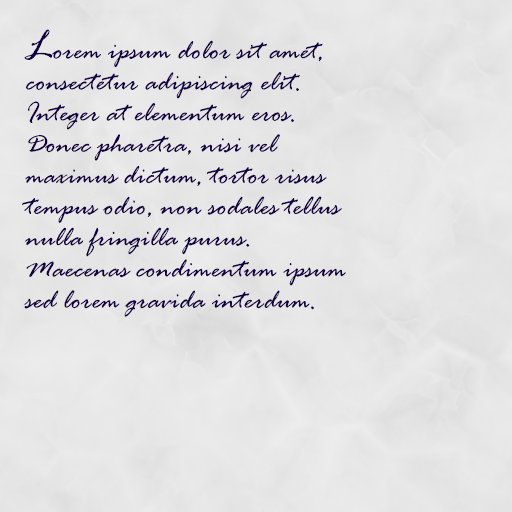 Lorem ipsum dolor sit amet,
consectetur adipiscing elit.
Integer at elementum eros.
Donec pharetra, nisi vel
maximus dictum, tortor risus
tempus odio, non sodales tellus
nulla fringilla purus.
Maecenas condimentum ipsum
sed lorem gravida interdum.